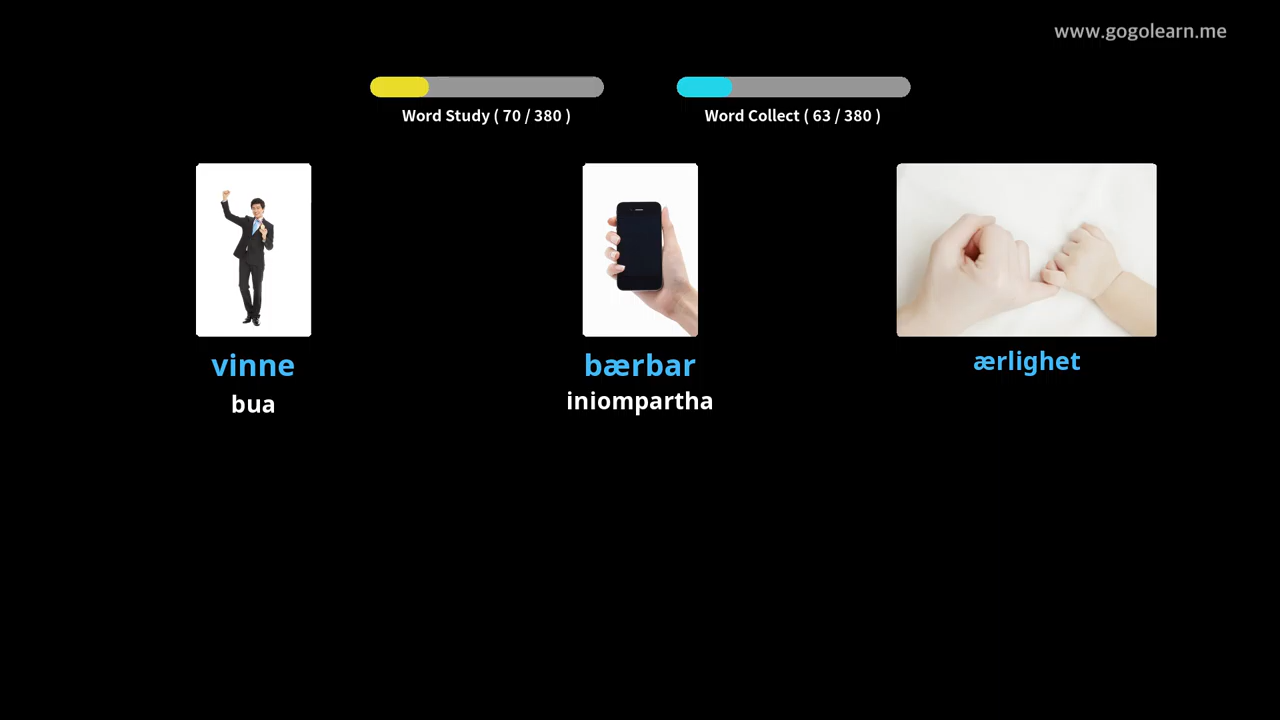 www.gogolearn.me
Word Study ( 70 / 380 )
Word Collect ( 63 / 380 )
vinne
bua
bærbar
iniompartha
ærlighet